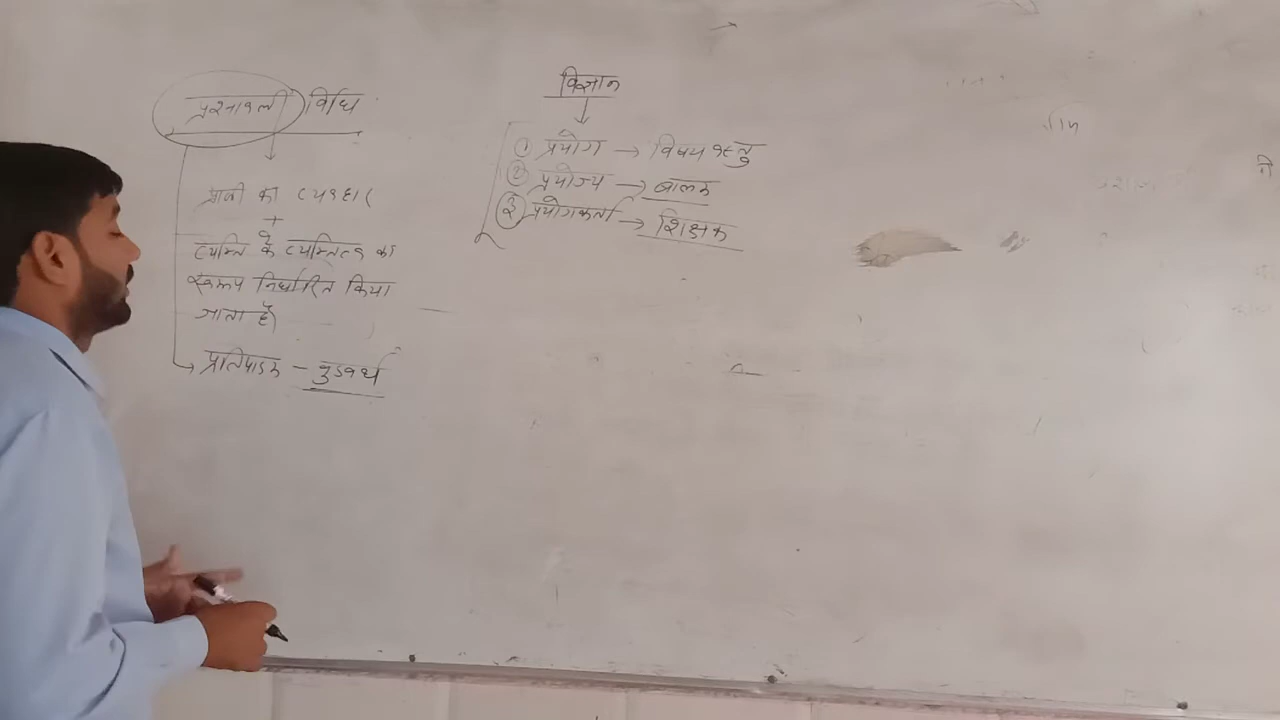 प्रश्नावली विधि
प्राणी का व्यवहार
+
व्यक्ति के व्यक्तित्व का
स्वरूप निर्धारित किया
जाता है
प्रतिपादक - वुडवर्थ
विज्ञान
① प्रयोग → विषय वस्तु
② प्रयोज्य → बालक
③ प्रयोगकर्ता → शिक्षक